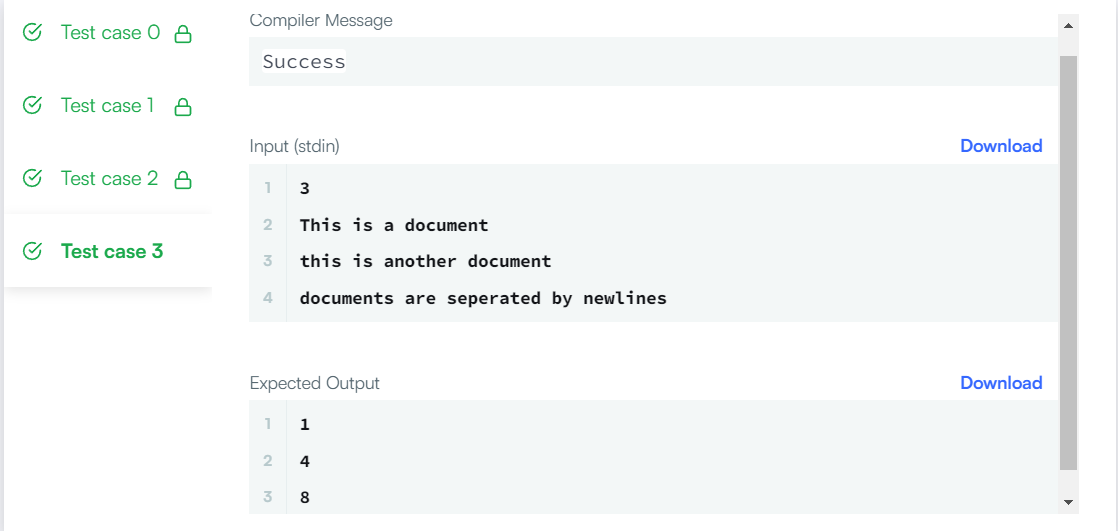 Test case 0
Test case 1
Test case 2
Test case 3
Compiler Message
Success
Input (stdin)
Download
1 3
2 This is a document
3 this is another document
4 documents are seperated by newlines
Expected Output
Download
1 1
2 4
3 8